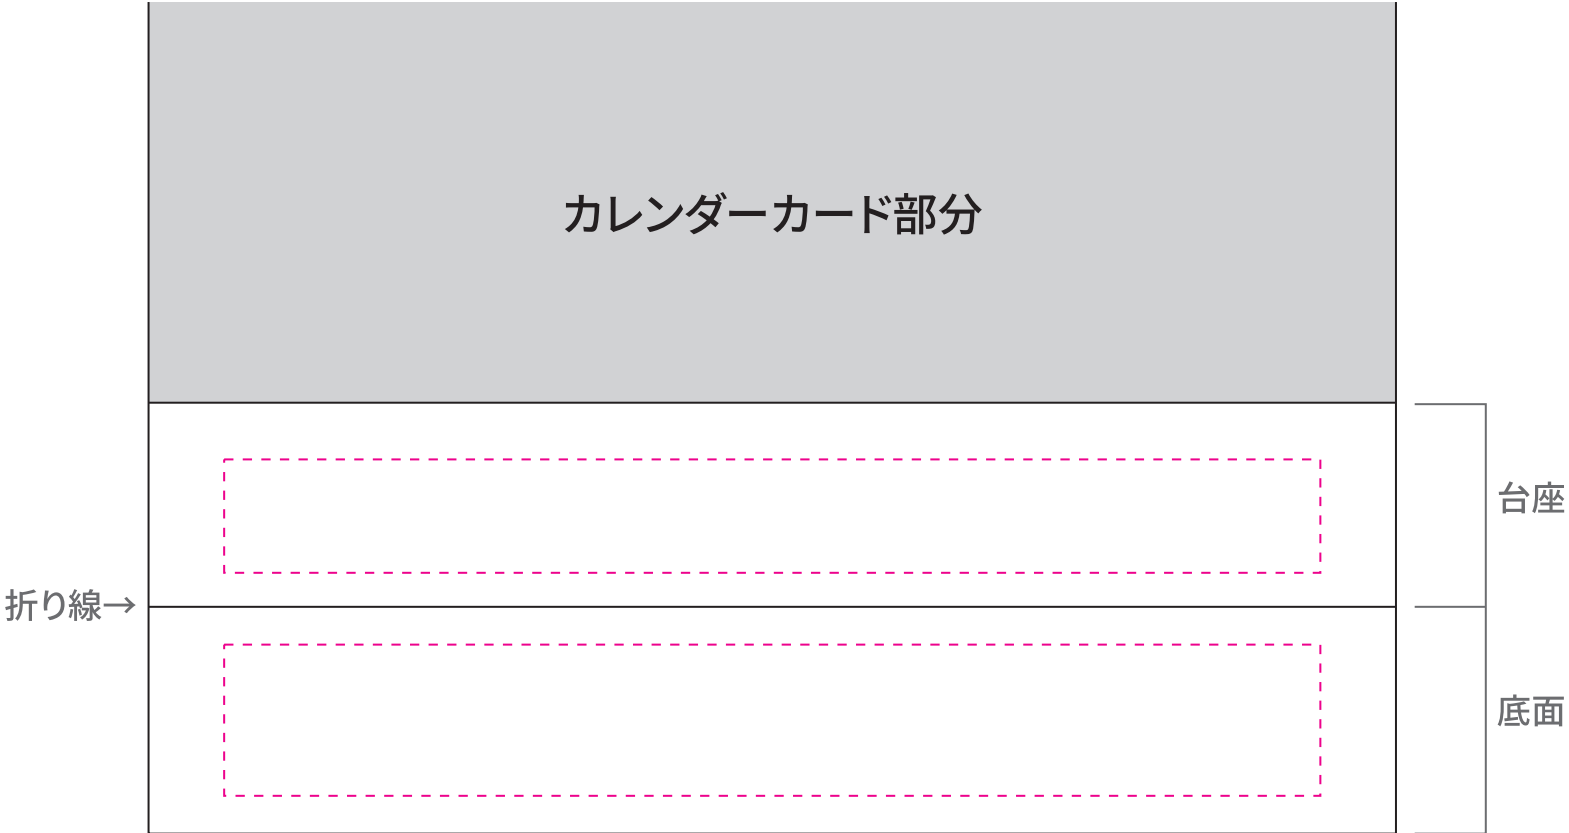 カレンダーカード部分
台座
折り線→
底面